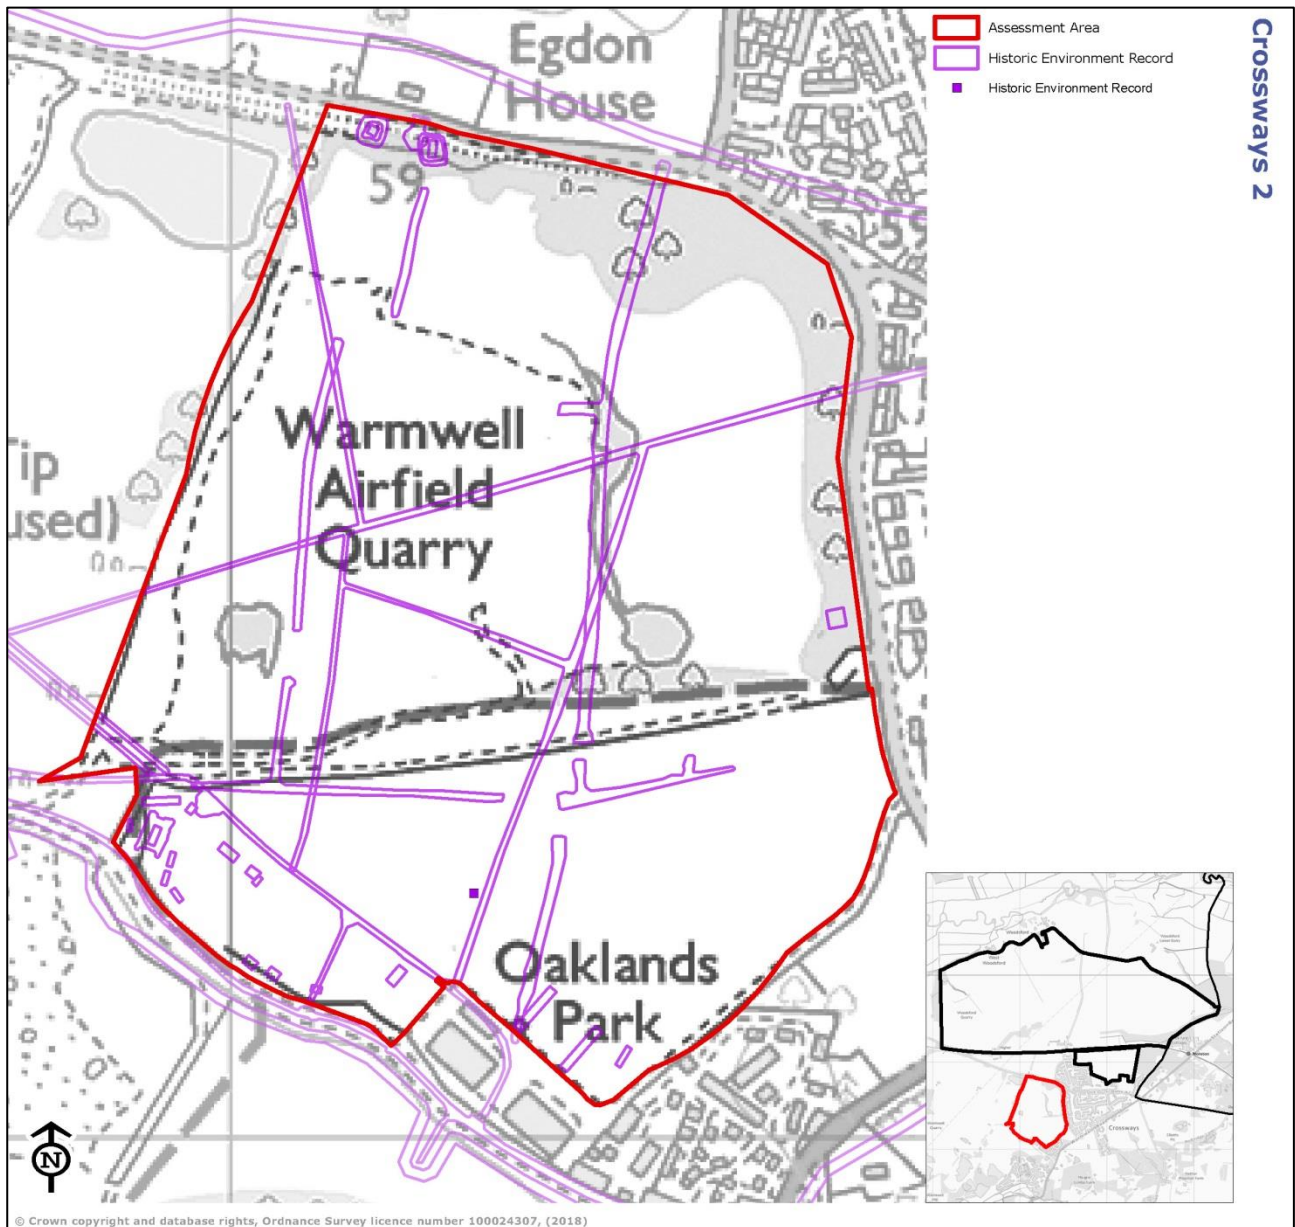 Egdon
House
59
59
Warmwell
Airfield
Quarry
ip
used)
Oaklands
Park
N
Assessment Area
Historic Environment Record
Historic Environment Record
Crossways 2
Crossways
© Crown copyright and database rights, Ordnance Survey licence number 100024307, (2018)